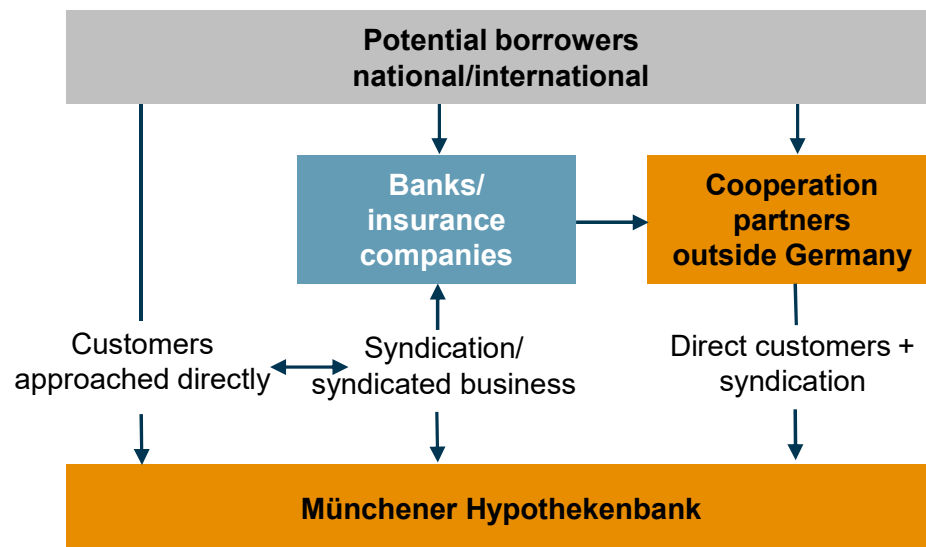 Potential borrowers
national/international
Banks/
insurance
companies
Cooperation
partners
outside Germany
Customers
approached directly
Syndication/
syndicated business
Direct customers +
syndication
Münchener Hypothekenbank